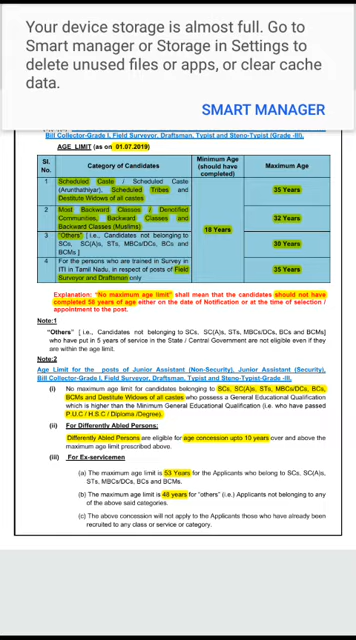 Your device storage is almost full. Go to
Smart manager or Storage in Settings to
delete unused files or apps, or clear cache
data.
SMART MANAGER
Bill Collector-Grade I, Field Surveyor, Draftsman, Typist and Steno-Typist (Grade -III).
AGE LIMIT (as on 01.07.2019)
Sl. No. Category of Candidates Minimum Age (should have completed) Maximum Age
1 Scheduled Caste / Scheduled Caste
(Arunthathiyar), Scheduled Tribes and
Destitute Widows of all castes
35 Years
2 Most Backward Classes / Denotified
Communities, Backward Classes and
Backward Classes (Muslims)
32 Years
18 Years
3 "Others" [ i.e., Candidates not belonging to
SCs, SC(A)s, STs, MBCs/DCs, BCs and
BCMs ]
30 Years
4 For the persons who are trained in Survey in
ITI in Tamil Nadu, in respect of posts of Field
Surveyor and Draftsman only
35 Years
Explanation: "No maximum age limit" shall mean that the candidates should not have
completed 58 years of age either on the date of Notification or at the time of selection /
appointment to the post.
Note:1
"Others" [ i.e., Candidates not belonging to SCs, SC(A)s, STs, MBCs/DCs, BCs and BCMs] who
have put in 5 years of service in the State / Central Government are not eligible even if they
are within the age limit.
Note:2
Age Limit for the posts of Junior Assistant (Non-Security), Junior Assistant (Security),
Bill Collector-Grade I, Field Surveyor, Draftsman, Typist and Steno-Typist-Grade -III.
(i) No maximum age limit for candidates belonging to SCs, SC(A)s, STs, MBCs/DCs, BCs,
BCMs and Destitute Widows of all castes who possess a General Educational Qualification
which is higher than the Minimum General Educational Qualification (i.e. who have passed
P.U.C / H.S.C / Diploma /Degree).
(ii) For Differently Abled Persons:
Differently Abled Persons are eligible for age concession upto 10 years over and above the
maximum age limit prescribed above.
(iii) For Ex-servicemen
(a) The maximum age limit is 53 Years for the Applicants who belong to SCs, SC(A)s,
STs, MBCs/DCs, BCs and BCMs.
(b) The maximum age limit is 48 years for "others" (i.e.) Applicants not belonging to any
of the above said categories.
(c) The above concession will not apply to the Applicants those who have already been
recruited to any class or service or category.